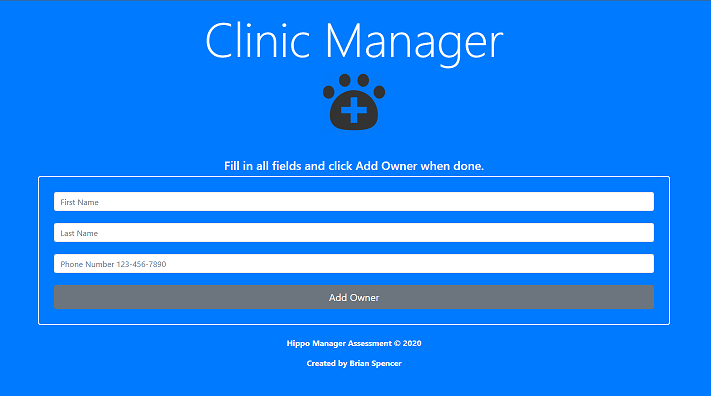 Clinic Manager
Fill in all fields and click Add Owner when done.
First Name
Last Name
Phone Number 123-456-7890
Add Owner
Hippo Manager Assessment © 2020
Created by Brian Spencer